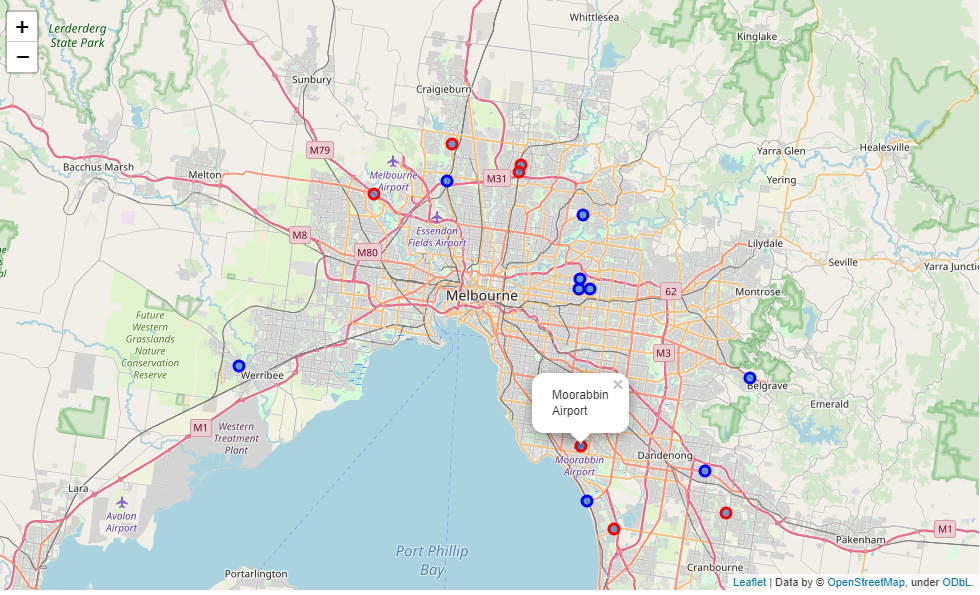 +
−
Lerderderg
State Park
Whittlesea
Kinglake
Sunbury
Craigieburn
M79
Yarra Glen
Healesville
Bacchus Marsh
Melton
Melbourne
Airport
M31
Yering
M8
Essendon
Fields Airport
M80
Lilydale
Seville
Yarra Junctio
Melbourne
62
Montrose
Future
Western
Grasslands
Nature
Conservation
Reserve
M3
Werribee
Belgrave
×
Moorabbin
Airport
Emerald
M1
Western
Treatment
Plant
Moorabbin
Airport
Dandenong
Lara
Avalon
Airport
M1
Pakenham
Port Phillip
Bay
Portarlington
Cranbourne
Leaflet | Data by © OpenStreetMap, under ODbL.